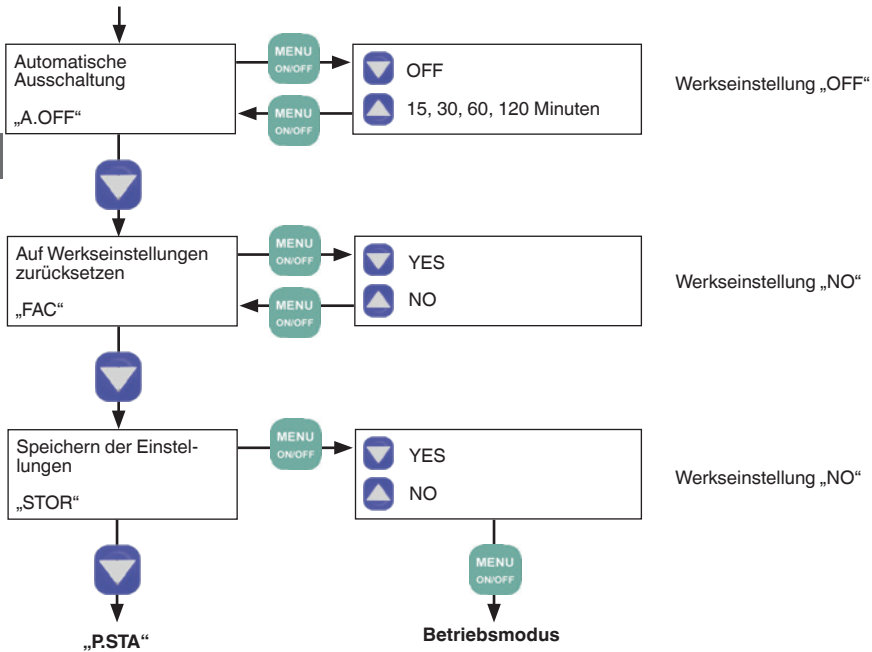 Automatische
Ausschaltung
„A.OFF“
MENU
ON/OFF
MENU
ON/OFF
OFF
15, 30, 60, 120 Minuten
Werkseinstellung „OFF“
Auf Werkseinstellungen
zurücksetzen
„FAC“
MENU
ON/OFF
MENU
ON/OFF
YES
NO
Werkseinstellung „NO“
Speichern der Einstel-
lungen
„STOR“
MENU
ON/OFF
YES
NO
Werkseinstellung „NO“
MENU
ON/OFF
„P.STA“
Betriebsmodus